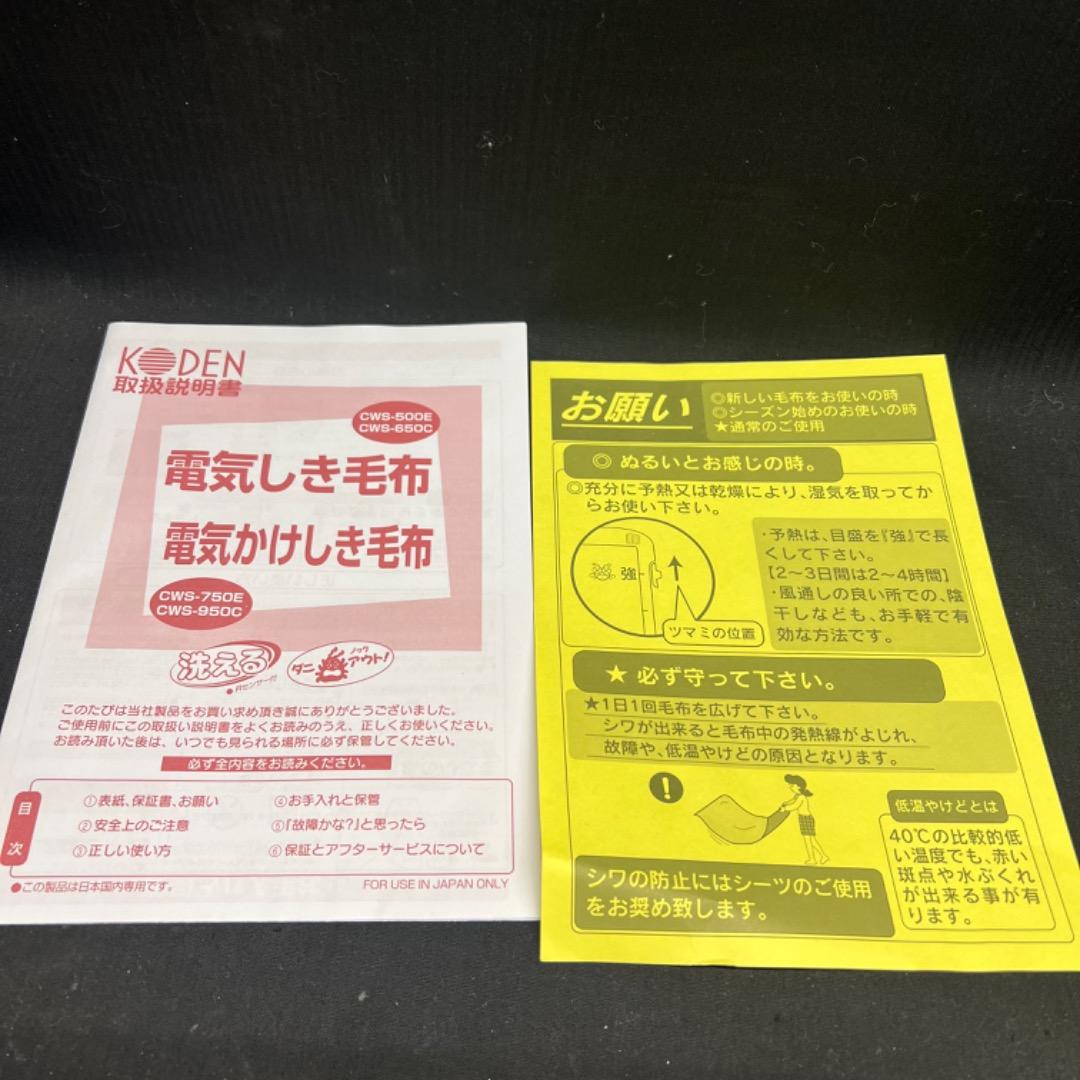 KODEN
取扱説明書
CWS-500E
CWS-650C
電気しき毛布
電気かけしき毛布
CWS-750E
CWS-950C
洗える
●丸センサー付
ダニ ノック アウト!
このたびは当社製品をお買い求め頂き誠にありがとうございました。
ご使用前にこの取扱い説明書をよくお読みのうえ、正しくお使いください。
お読み頂いた後は、いつでも見られる場所に必ず保管してください。
必ず全内容をお読みください。
目次
①表紙、保証書、お願い
②安全上のご注意
③正しい使い方
④お手入れと保管
⑤『故障かな?』と思ったら
⑥保証とアフターサービスについて
●この製品は日本国内専用です。
FOR USE IN JAPAN ONLY
お願い
◎新しい毛布をお使いの時
◎シーズン始めのお使いの時
★通常のご使用
◎ ぬるいとお感じの時。
◎充分に予熱又は乾燥により、湿気を取ってか
らお使い下さい。
強
ツマミの位置
・予熱は、目盛を『強』で長
くして下さい。
【2〜3日間は2〜4時間】
・風通しの良い所での、陰
干しなども、お手軽で有
効な方法です。
★ 必ず守って下さい。
★1日1回毛布を広げて下さい。
シワが出来ると毛布中の発熱線がよじれ、
故障や、低温やけどの原因となります。
!
シワの防止にはシーツのご使用
をお奨め致します。
低温やけどとは
40℃の比較的低
い温度でも、赤い
斑点や水ぶくれ
が出来る事が有
ります。